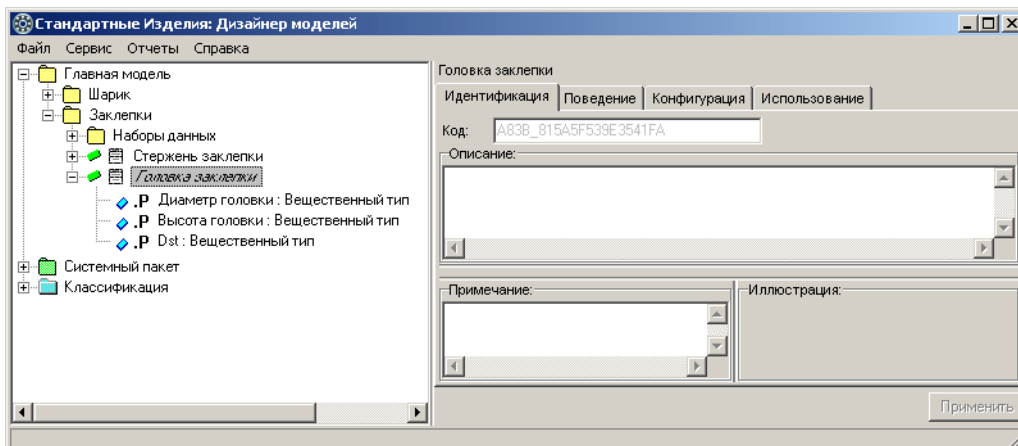 Стандартные Изделия: Дизайнер моделей
Файл Сервис Отчеты Справка
Главная модель
Шарик
Заклепки
Наборы данных
Стержень заклепки
Головка заклепки
.P Диаметр головки : Вещественный тип
.P Высота головки : Вещественный тип
.P Dst : Вещественный тип
Системный пакет
Классификация
Головка заклепки
Идентификация Поведение Конфигурация Использование
Код: A83B_815A5F539E3541FA
Описание:
Примечание:
Иллюстрация:
Применить